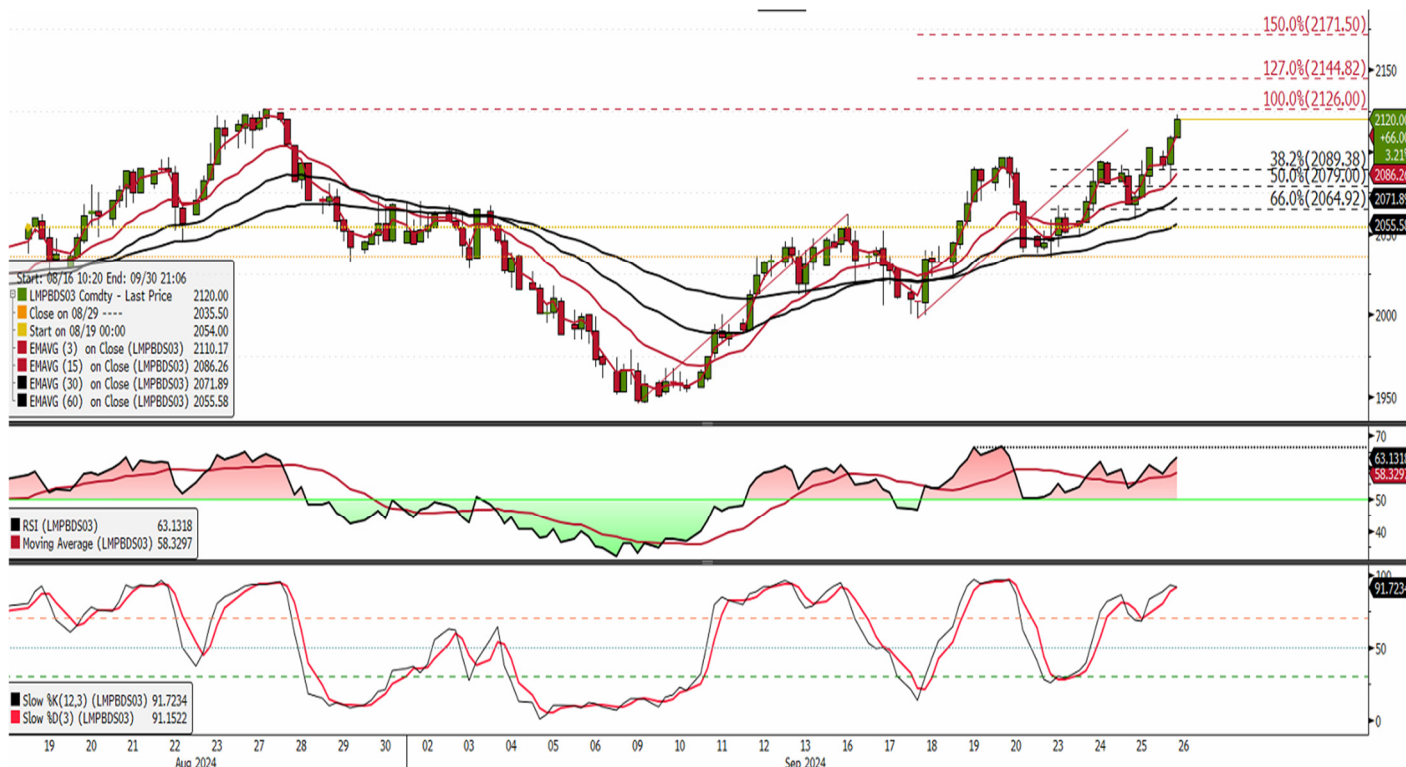 150.0%(2171.50)
2150
127.0%(2144.82)
100.0%(2126.00)
2120.00
+66.00
3.21%
38.2%(2089.38)
2086.26
50.0%(2079.00)
2071.89
66.0%(2064.92)
2055.58
2050
Start: 08/16 10:20 End: 09/30 21:06
LMPBDS03 Comdty - Last Price 2120.00
Close on 08/29 ---- 2035.50
Start on 08/19 00:00 2054.00
EMAVG (3) on Close (LMPBDS03) 2110.17
EMAVG (15) on Close (LMPBDS03) 2086.26
EMAVG (30) on Close (LMPBDS03) 2071.89
EMAVG (60) on Close (LMPBDS03) 2055.58
2000
1950
70
63.1318
58.3297
50
40
RSI (LMPBDS03) 63.1318
Moving Average (LMPBDS03) 58.3297
100
91.7234
50
0
Slow %K(12,3) (LMPBDS03) 91.7234
Slow %D(3) (LMPBDS03) 91.1522
19 20 21 22 23 27 28 29 30 02 03 04 05 06 09 10 11 12 13 16 17 18 19 20 23 24 25 26
Aug 2024 Sep 2024